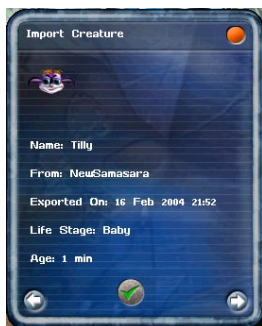 Import Creature
Name: Tilly
From: NewSamasara
Exported On: 16 Feb 2004 21:52
Life Stage: Baby
Age: 1 min